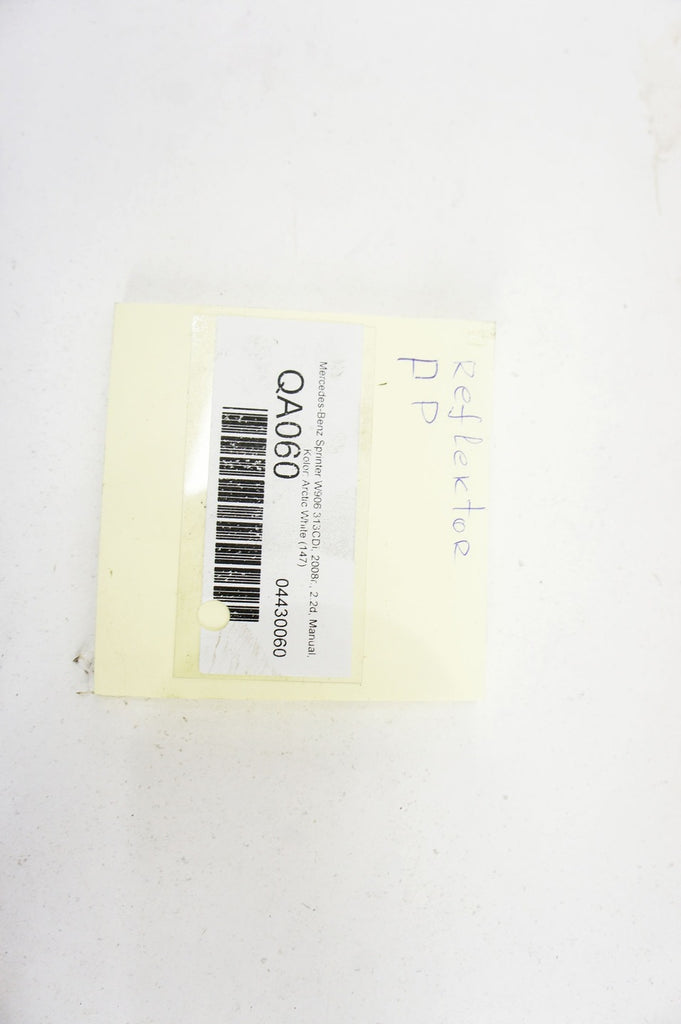 Reflektor
PP
Mercedes-Benz Sprinter W906 313CDi, 2008r., 2.2d, Manual,
Kolor: Arctic White (147)
QA060
04430060